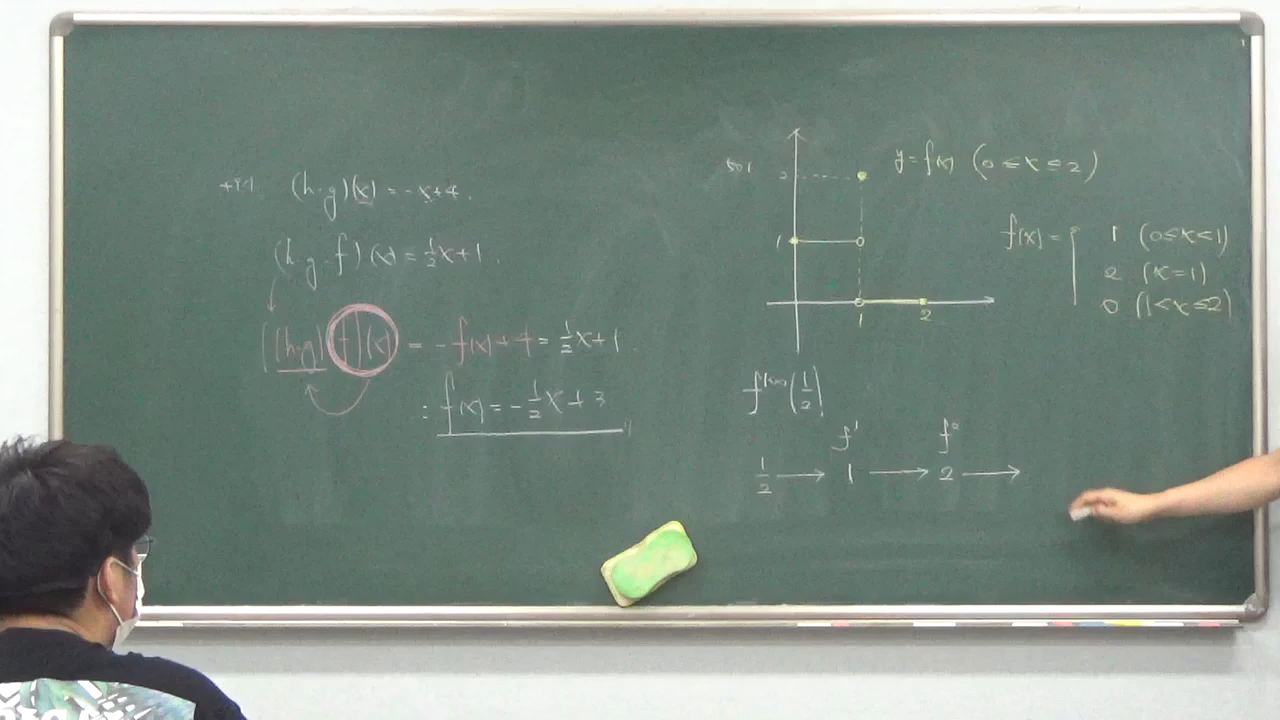 (h∘g)(x) = -x+4.
(h∘g∘f)(x) = ½x+1.
((h∘g)∘f)(x) = -f(x)+4 = ½x+1.
: f(x) = -½x+3
2
y=f(x) (0≤x≤2)
1
1 2
f(x)= { 1 (0≤x<1)
2 (x=1)
0 (1<x≤2)
f¹⁰⁰(½)
f¹ f²
½ → 1 → 2 →